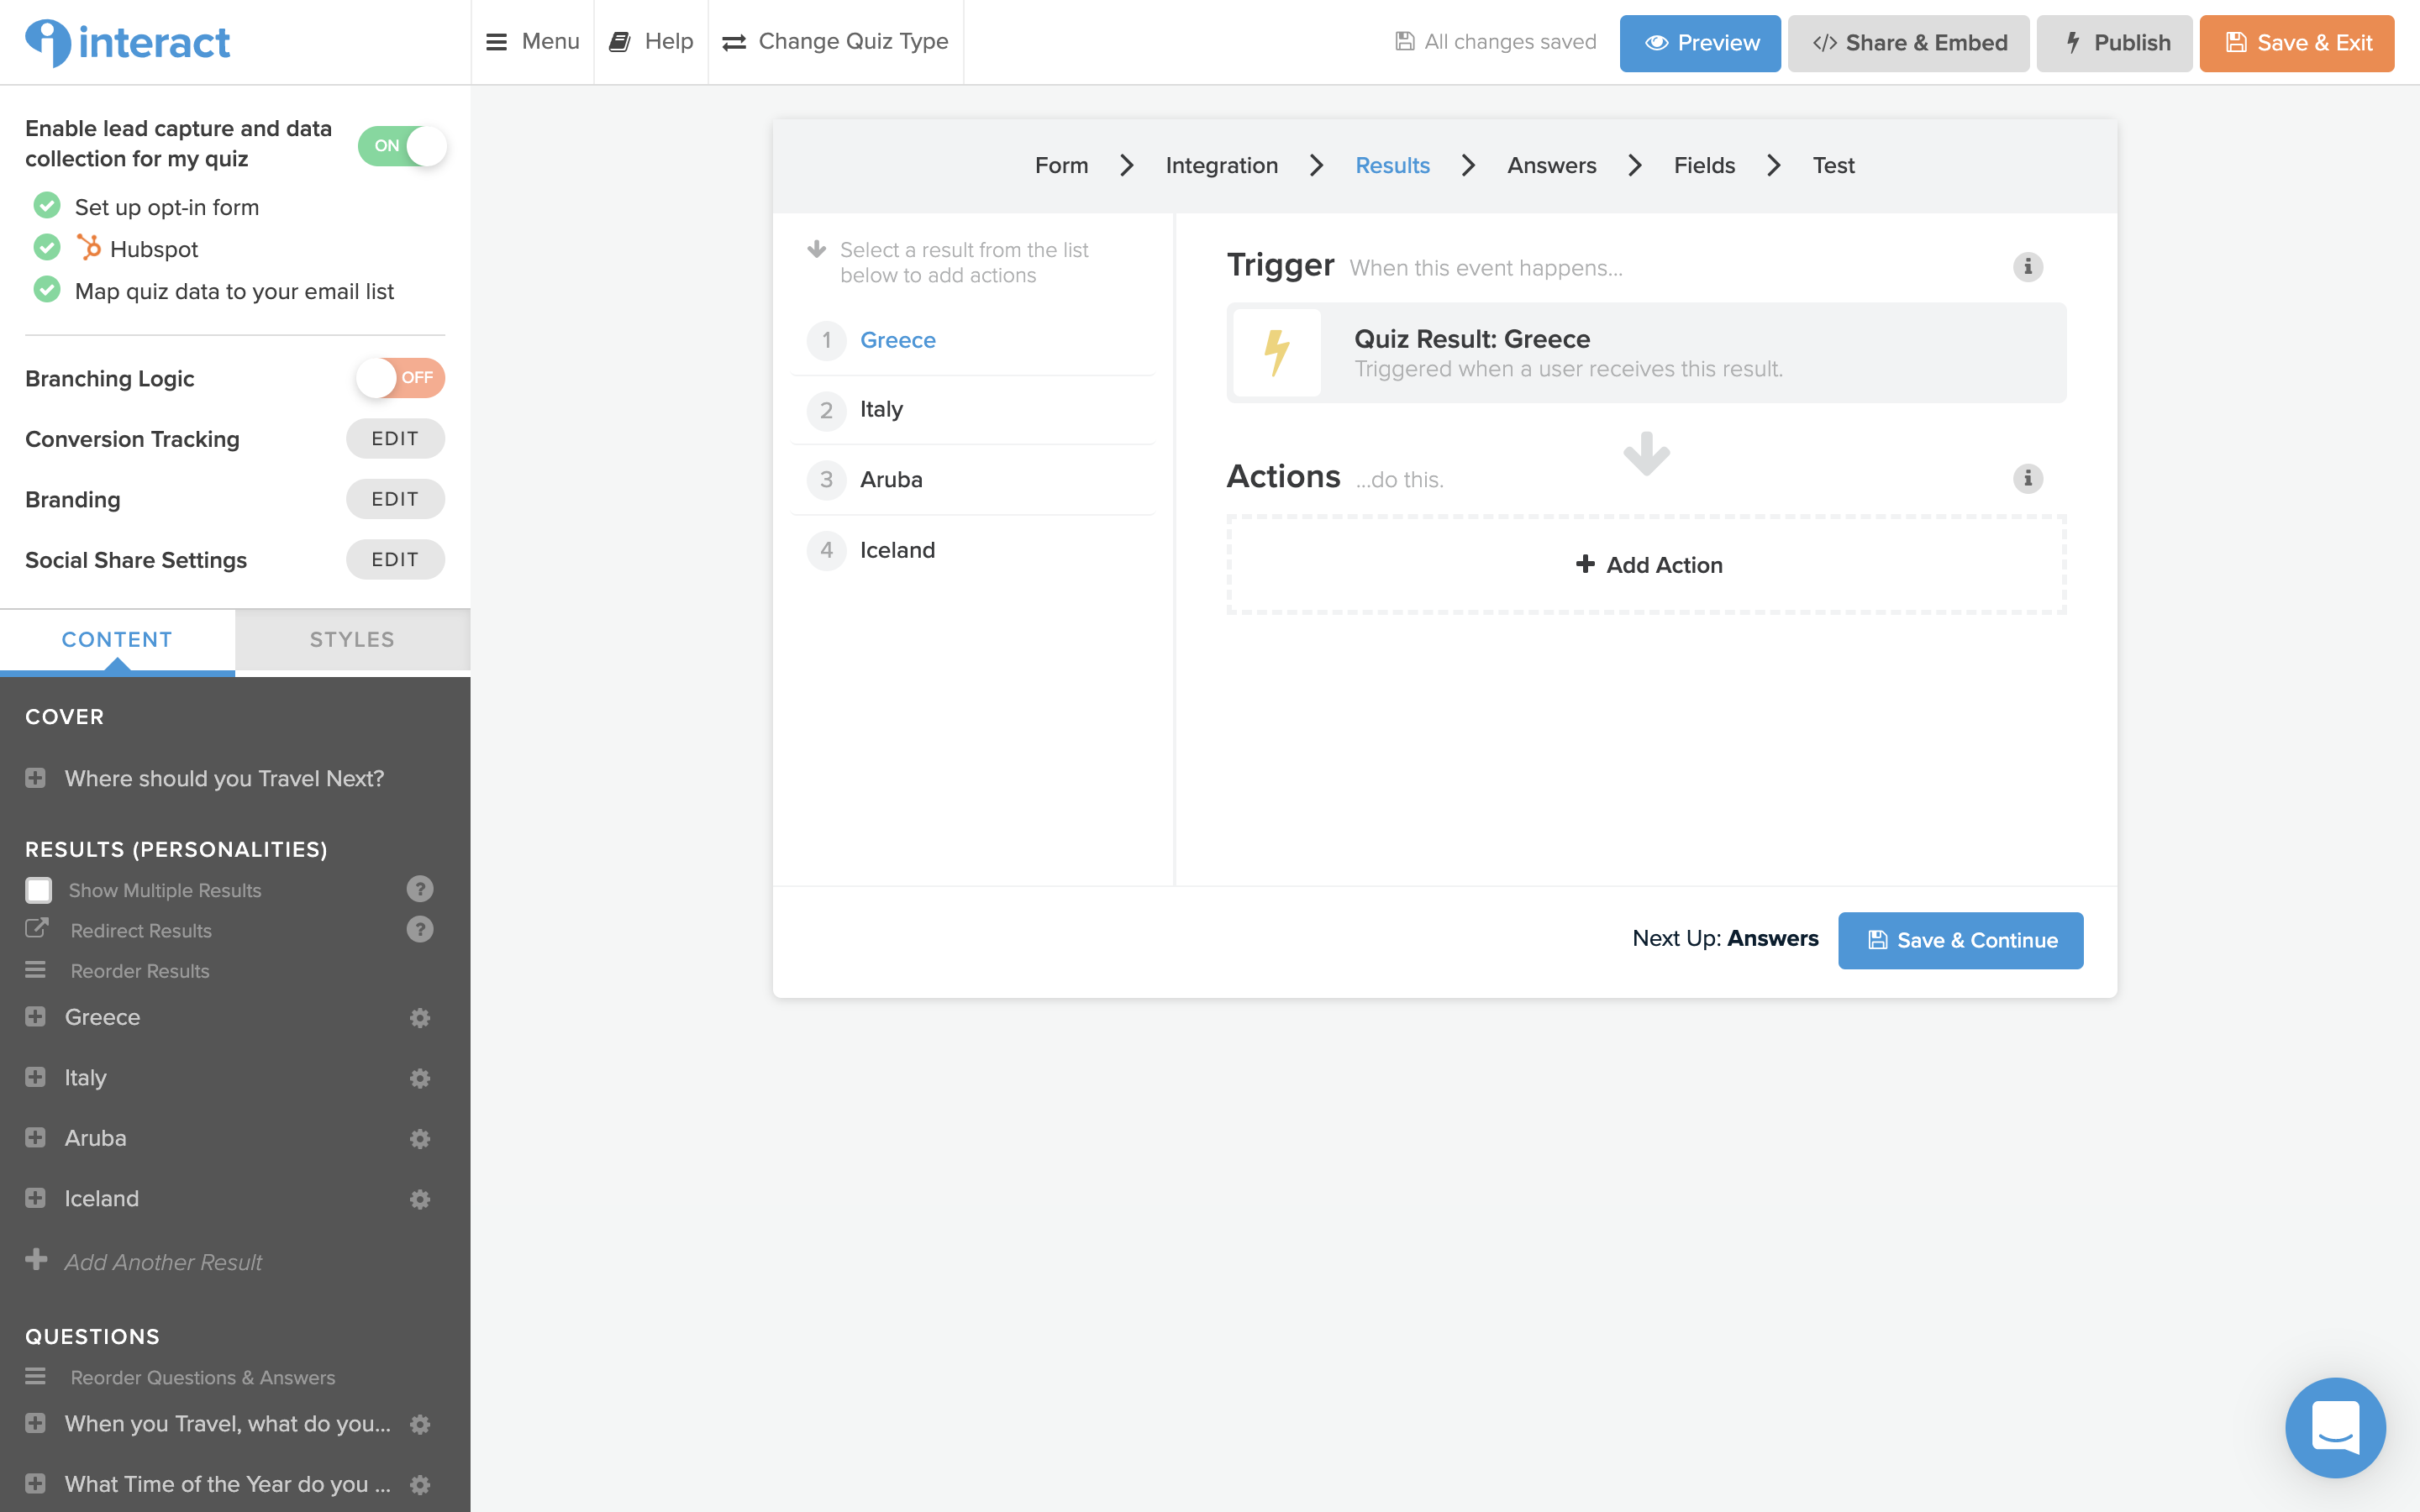 interact
Menu
Help
Change Quiz Type
All changes saved
Preview
</> Share & Embed
Publish
Save & Exit
Enable lead capture and data
collection for my quiz
ON
Set up opt-in form
Hubspot
Map quiz data to your email list
Branching Logic
OFF
Conversion Tracking
EDIT
Branding
EDIT
Social Share Settings
EDIT
CONTENT
STYLES
COVER
Where should you Travel Next?
RESULTS (PERSONALITIES)
Show Multiple Results
?
Redirect Results
?
Reorder Results
Greece
Italy
Aruba
Iceland
Add Another Result
QUESTIONS
Reorder Questions & Answers
When you Travel, what do you...
What Time of the Year do you ...
Form
Integration
Results
Answers
Fields
Test
Select a result from the list
below to add actions
1 Greece
2 Italy
3 Aruba
4 Iceland
Trigger When this event happens...
Quiz Result: Greece
Triggered when a user receives this result.
Actions ...do this.
Add Action
Next Up: Answers
Save & Continue